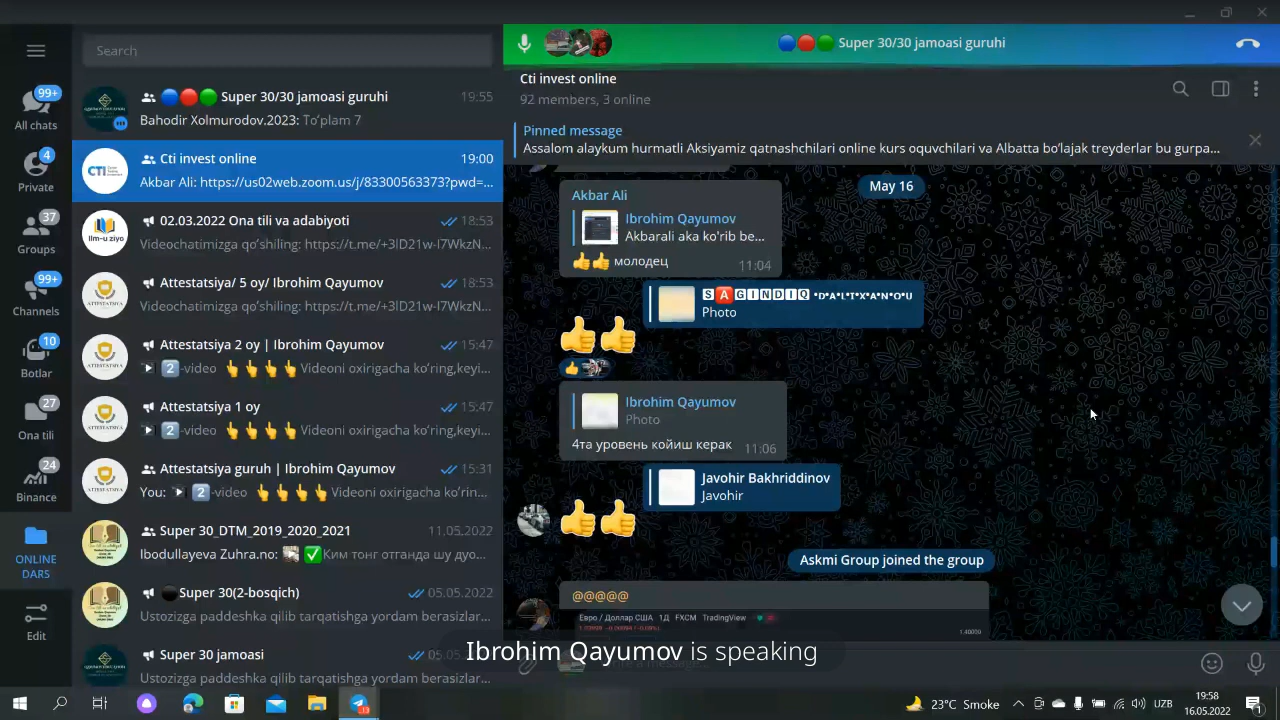 Search
99+
All chats
4
Private
37
Groups
99+
Channels
10
Botlar
27
Ona tili
24
Binance
ONLINE
DARS
Edit
Super 30/30 jamoasi guruhi 19:55
Bahodir Xolmurodov.2023: To‘plam 7
Cti invest online 19:00
Akbar Ali: https://us02web.zoom.us/j/83300563373?pwd=...
02.03.2022 Ona tili va adabiyoti 18:53
Videochatimizga qo‘shiling: https://t.me/+3lD21w-l7WkzN...
Attestatsiya/ 5 oy/ Ibrohim Qayumov 18:53
Videochatimizga qo‘shiling: https://t.me/+3lD21w-l7WkzN...
Attestatsiya 2 oy | Ibrohim Qayumov 15:47
2️⃣-video 👆👆👆👆 Videoni oxirigacha ko‘ring,keyi...
Attestatsiya 1 oy 15:47
2️⃣-video 👆👆👆👆 Videoni oxirigacha ko‘ring,keyi...
Attestatsiya guruh | Ibrohim Qayumov 15:31
You: 2️⃣-video 👆👆👆👆 Videoni oxirigacha ko‘rin...
Super 30_DTM_2019_2020_2021 11.05.2022
Ibodullayeva Zuhra.no: Ким тонг отганда шу дуо...
Super 30(2-bosqich) 05.05.2022
Ustozimizga paddeshka qilib tarqatishga yordam berarsizlar...
Super 30 jamoasi 05.05
Ustozimizga paddeshka qilib tarqatishga yordam berarsizlar...
Super 30/30 jamoasi guruhi
Cti invest online
92 members, 3 online
Pinned message
Assalom alaykum hurmatli Aksiyamiz qatnashchilari online kurs oquvchilari va Albatta bo‘lajak treyderlar bu gurpa...
May 16
Akbar Ali
Ibrohim Qayumov
Akbarali aka ko'rib be...
👍👍 молодец 11:04
SAGINDIQ •D•A•L•I•X•A•N•O•U
Photo
Ibrohim Qayumov
Photo
4та уровень койиш керак 11:06
Javohir Bakhriddinov
Javohir
Askmi Group joined the group
@@@@@
Евро / Доллар США 1Д FXCM TradingView
Ibrohim Qayumov is speaking
23°C Smoke
UZB
19:58
16.05.2022